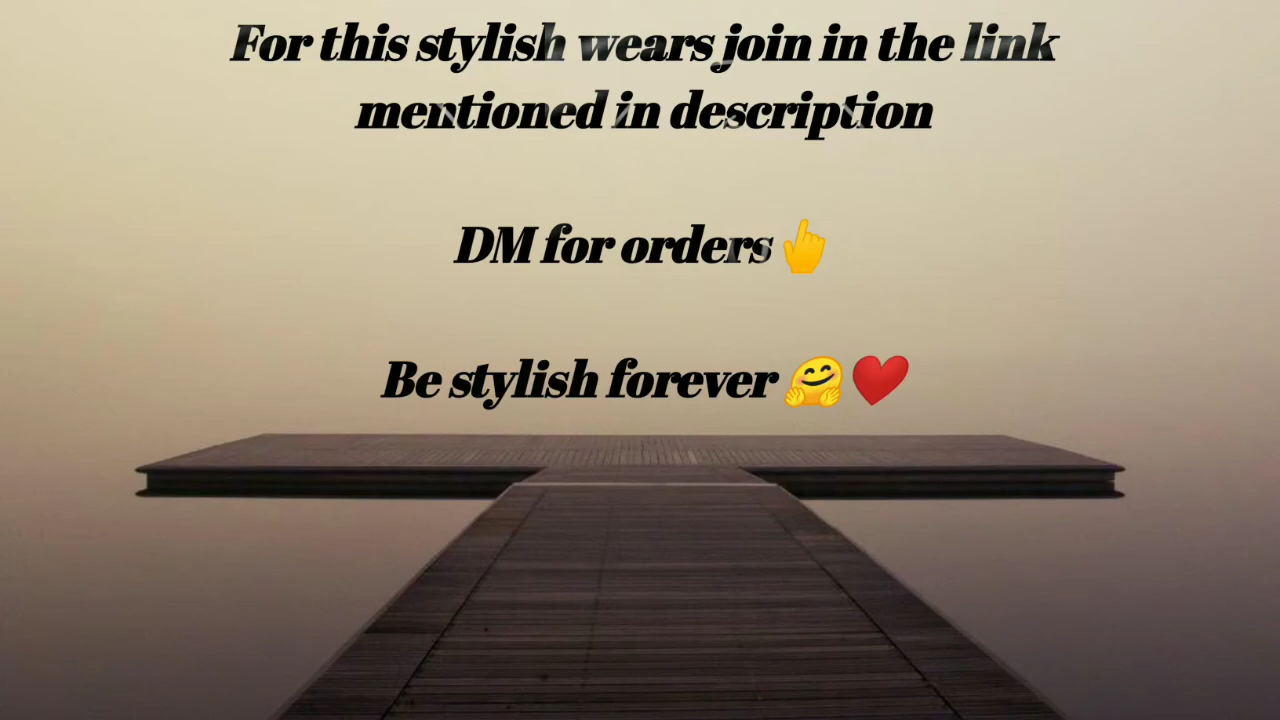 For this stylish wears join in the link
mentioned in description
DM for orders 👆
Be stylish forever 🤗❤️